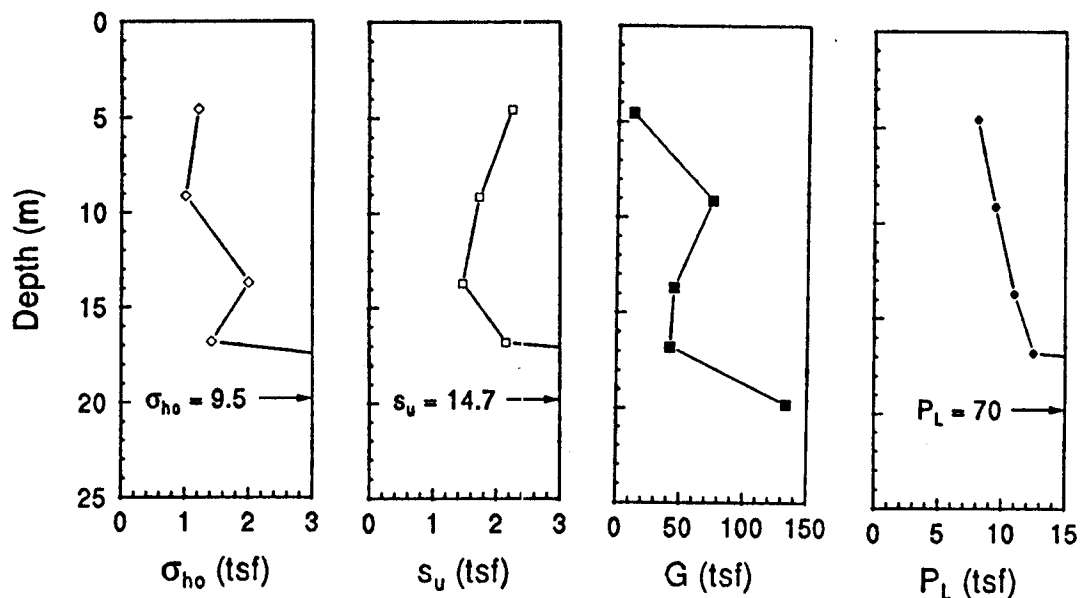 Depth (m)
0
5
10
15
20
25
σho = 9.5
0 1 2 3
σho (tsf)
su = 14.7
0 1 2 3
su (tsf)
0 50 100 150
G (tsf)
PL = 70
0 5 10 15
PL (tsf)